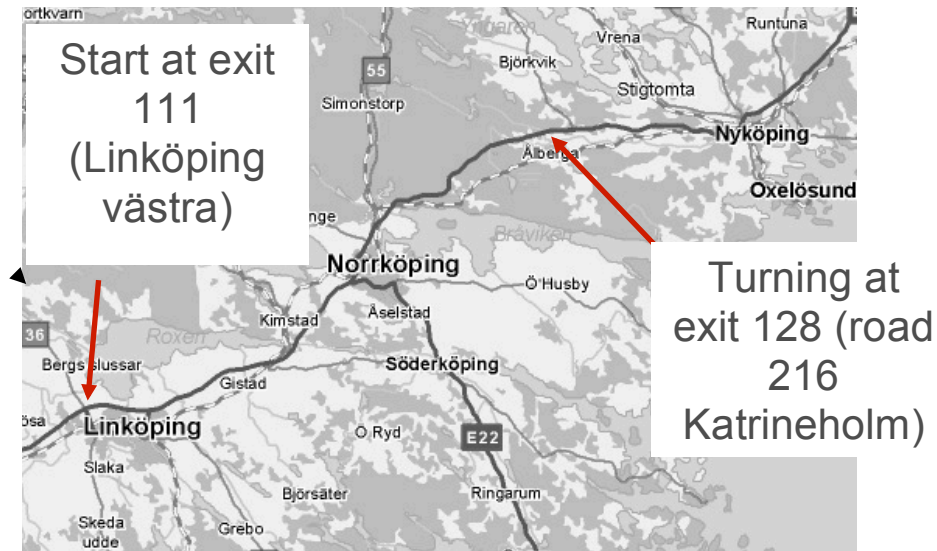 ortkvarn
Start at exit
111
(Linköping
västra)
55
Simonstorp
Yngaren
Vrena
Runtuna
Björkvik
Stigtomta
Nyköping
Ålberga
Oxelösund
nge
Bråviken
Norrköping
Ö Husby
Turning at
exit 128 (road
216
Katrineholm)
Kimstad
Åselstad
36
Roxen
Bergs slussar
Söderköping
Gistad
ösa
Linköping
Ö Ryd
E22
Slaka
Björsäter
Ringarum
Skeda
udde
Grebo